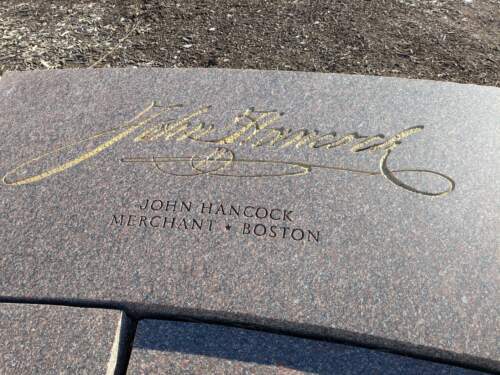 John Hancock
JOHN HANCOCK
MERCHANT ★ BOSTON